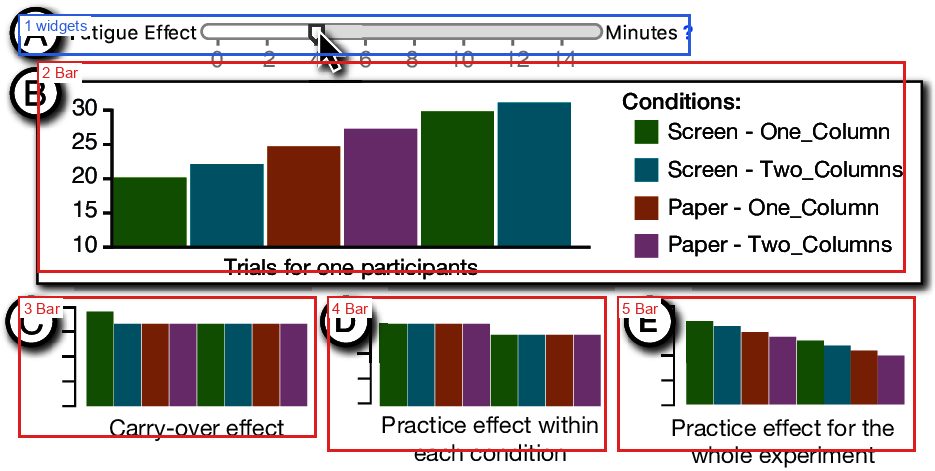 1 widgets
A Fatigue Effect Minutes ?
0 2 4 6 8 10 12 14
2 Bar
B
30
25
20
15
10
Trials for one participants
Conditions:
Screen - One_Column
Screen - Two_Columns
Paper - One_Column
Paper - Two_Columns
3 Bar
C
Carry-over effect
4 Bar
D
Practice effect within
each condition
5 Bar
E
Practice effect for the
whole experiment